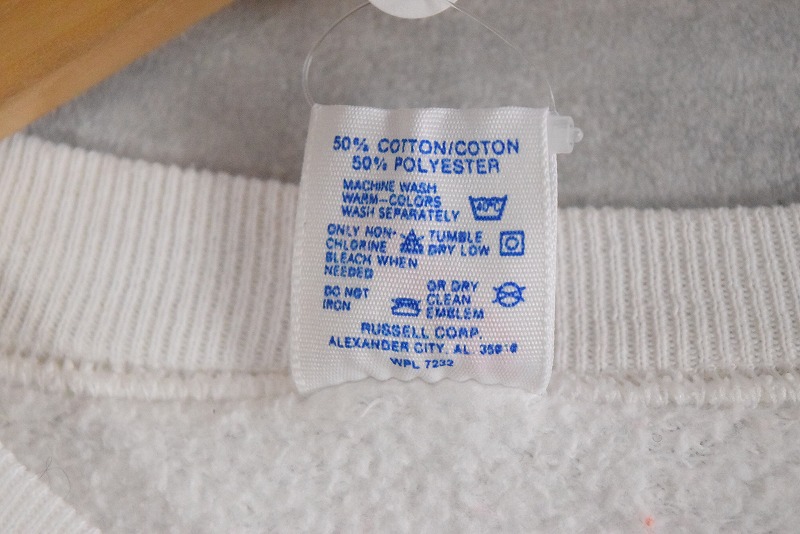 50% COTTON/COTON
50% POLYESTER
MACHINE WASH
WARM-COLORS
WASH SEPARATELY
40°C
ONLY NON-
CHLORINE
BLEACH WHEN
NEEDED
TUMBLE
DRY LOW
DO NOT
IRON
OR DRY
CLEAN
EMBLEM
RUSSELL CORP.
ALEXANDER CITY, AL
WPL 7232